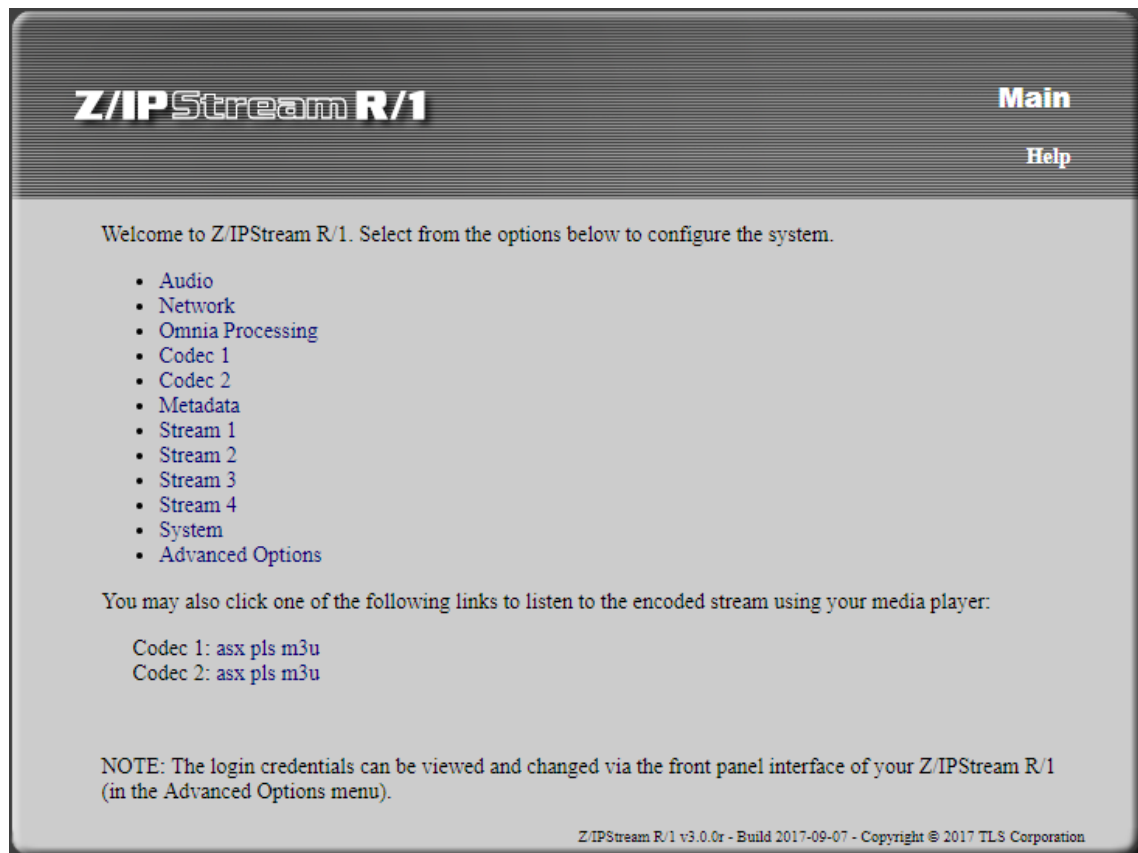 Z/IPStream R/1
Main
Help
Welcome to Z/IPStream R/1. Select from the options below to configure the system.
• Audio
• Network
• Omnia Processing
• Codec 1
• Codec 2
• Metadata
• Stream 1
• Stream 2
• Stream 3
• Stream 4
• System
• Advanced Options
You may also click one of the following links to listen to the encoded stream using your media player:
Codec 1: asx pls m3u
Codec 2: asx pls m3u
NOTE: The login credentials can be viewed and changed via the front panel interface of your Z/IPStream R/1
(in the Advanced Options menu).
Z/IPStream R/1 v3.0.0r - Build 2017-09-07 - Copyright © 2017 TLS Corporation